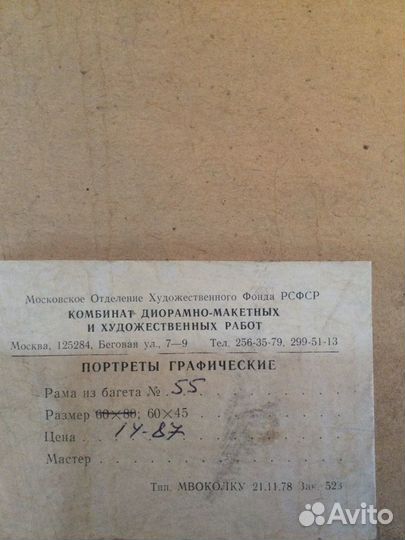 Московское Отделение Художественного Фонда РСФСР
КОМБИНАТ ДИОРАМНО-МАКЕТНЫХ
И ХУДОЖЕСТВЕННЫХ РАБОТ
Москва, 125284, Беговая ул., 7—9 Тел. 256-35-79, 299-51-13
ПОРТРЕТЫ ГРАФИЧЕСКИЕ
Рама из багета № 55
Размер 60×80; 60×45
Цена 14-87
Мастер
Тип. МВОКОЛКУ 21.11.78 Зак. 523
Avito